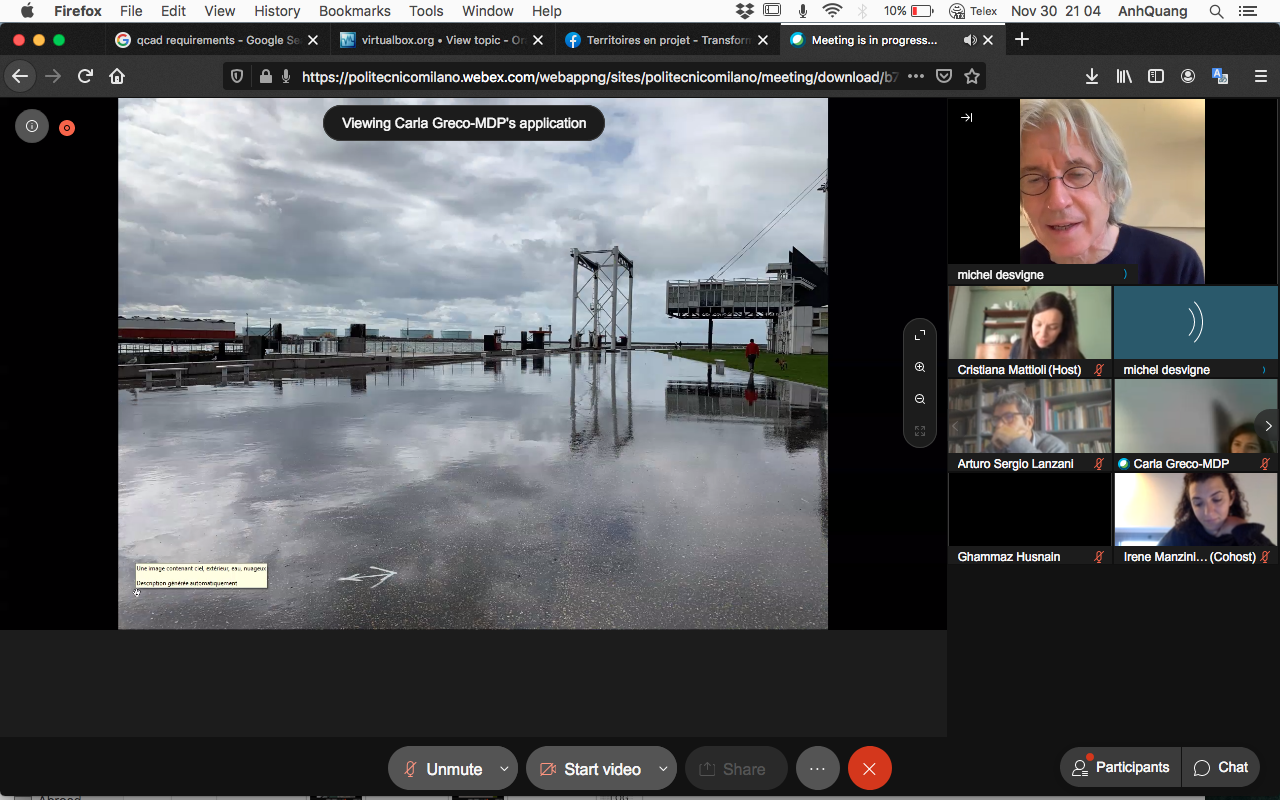 Firefox File Edit View History Bookmarks Tools Window Help 10% Telex Nov 30 21 04 AnhQuang
qcad requirements - Google Se
virtualbox.org • View topic - Or
Territoires en projet - Transform
Meeting is in progress...
https://politecnicomilano.webex.com/webappng/sites/politecnicomilano/meeting/download/b7
Viewing Carla Greco-MDP's application
michel desvigne
Cristiana Mattioli (Host)
michel desvigne
Arturo Sergio Lanzani
Carla Greco-MDP
Ghammaz Husnain
Irene Manzini... (Cohost)
Une image contenant ciel, extérieur, eau, nuageux
Description générée automatiquement
Unmute
Start video
Share
Participants
Chat